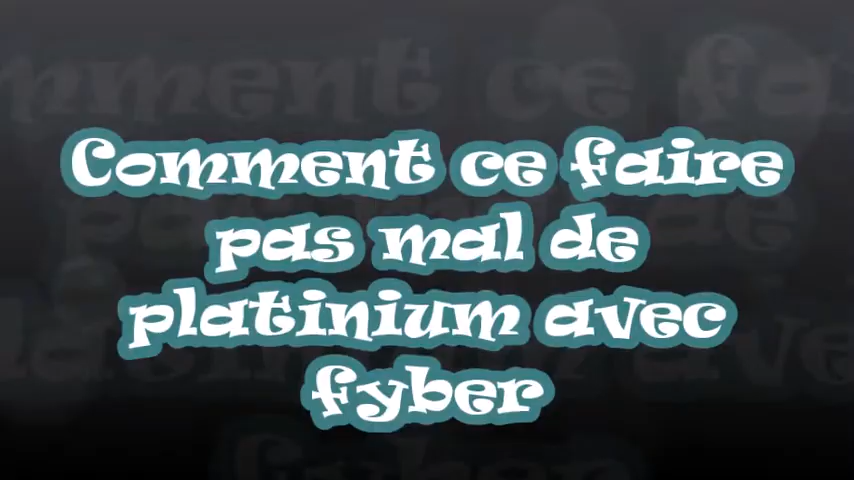 Comment ce faire
pas mal de
platinium avec
fyber